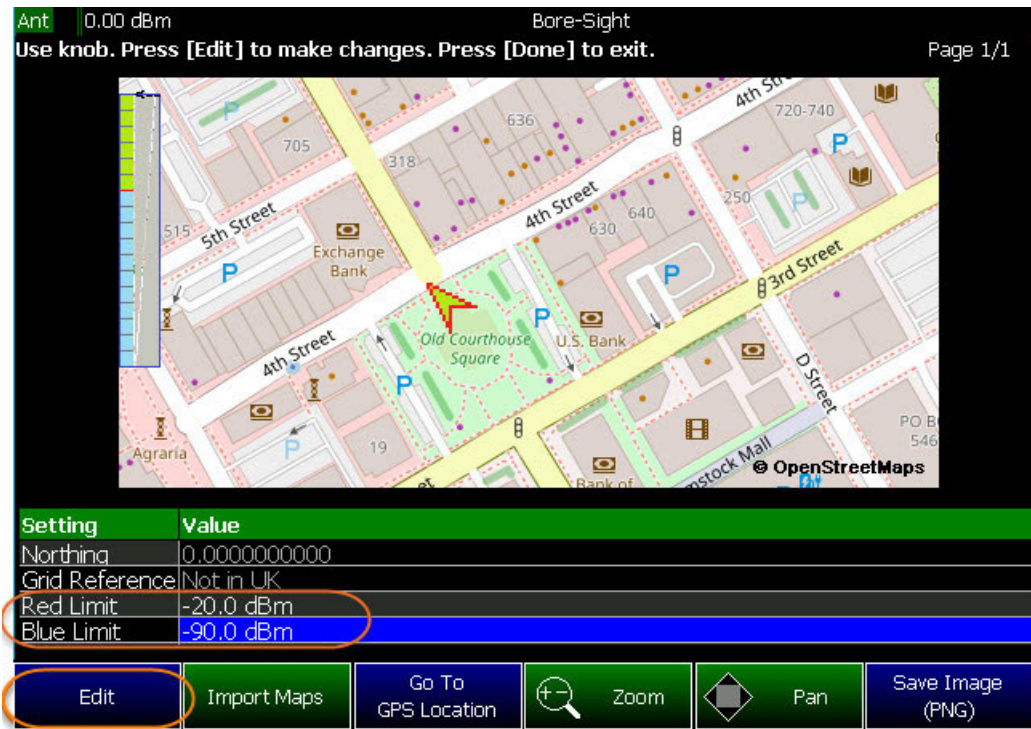 Ant 0.00 dBm Bore-Sight
Use knob. Press [Edit] to make changes. Press [Done] to exit. Page 1/1
4th
720-740
636
705
318
P
P
5th Street
515
4th Street
250
P
640
630
Exchange
Bank
P
P
3rd Street
Old Courthouse
Square
P
U.S. Bank
4th Street
P
D Street
Agraria
P
19
PO B
546
mstock Mall
© OpenStreetMaps
et
Bank of
Setting Value
Northing 0.0000000000
Grid Reference Not in UK
Red Limit -20.0 dBm
Blue Limit -90.0 dBm
Edit Import Maps Go To Zoom Pan Save Image
GPS Location (PNG)